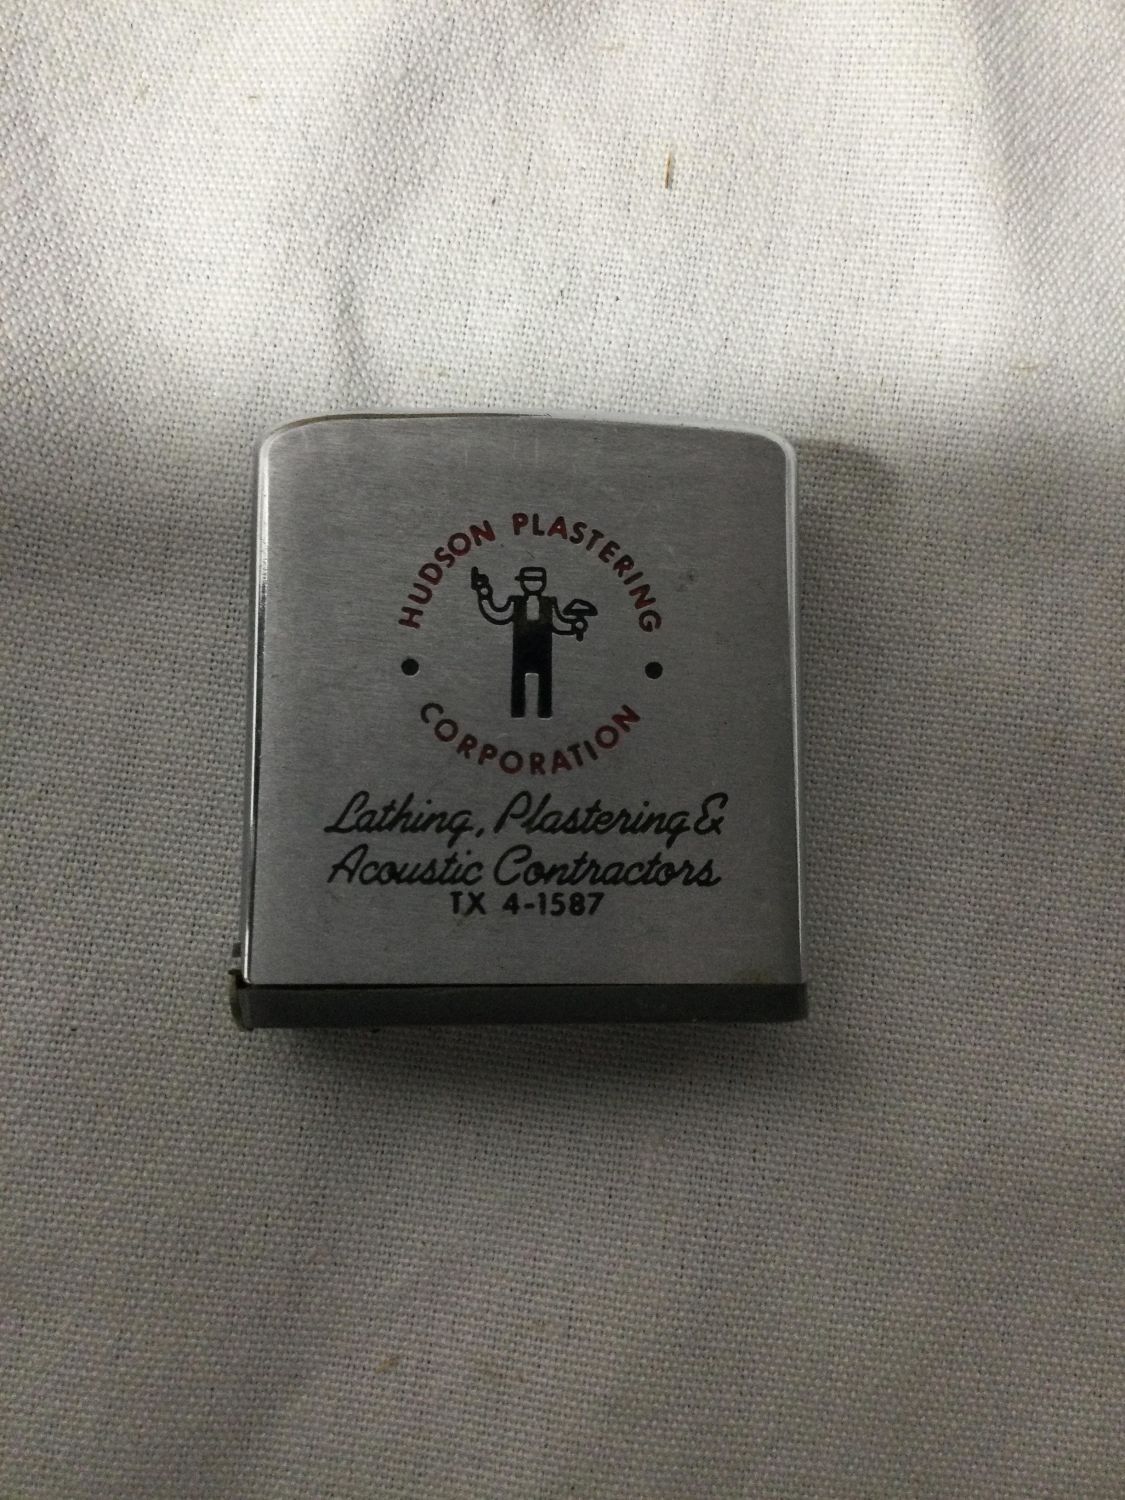 HUDSON PLASTERING
CORPORATION
Lathing, Plastering &
Acoustic Contractors
TX 4-1587